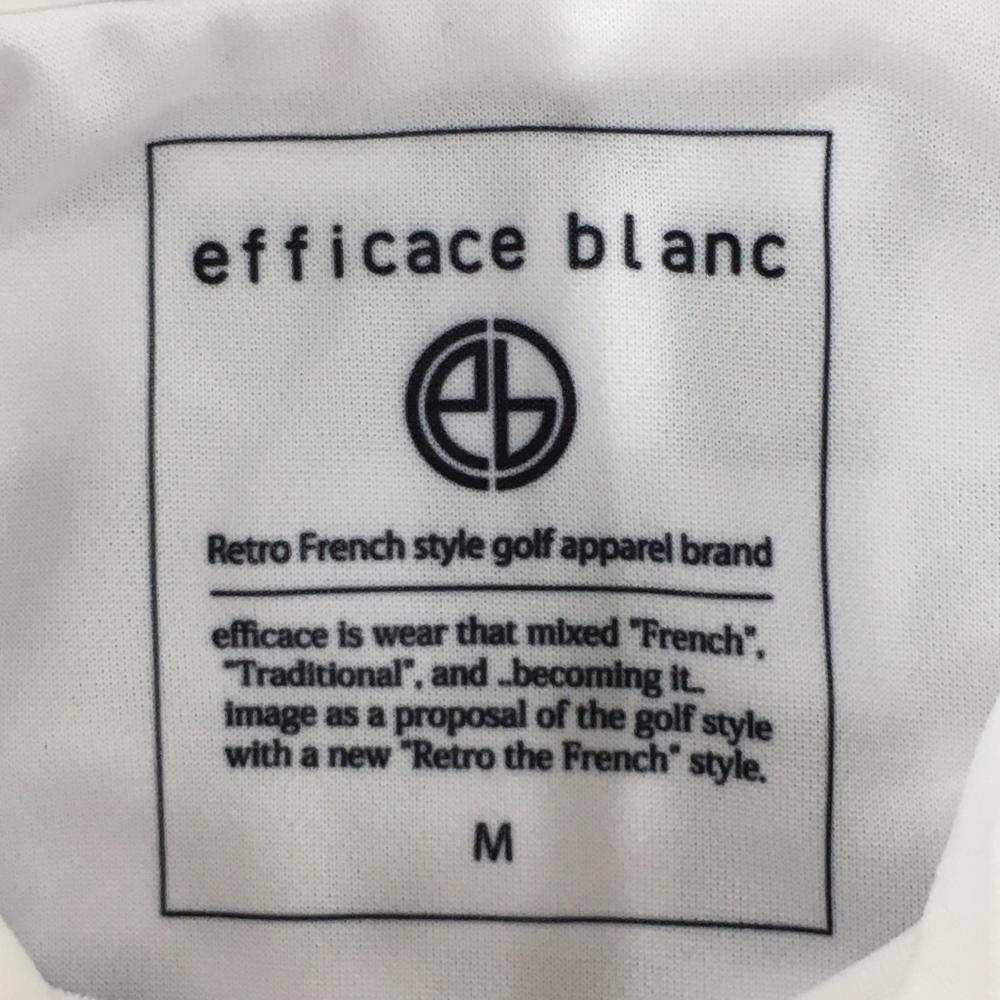 efficace blanc
eb
Retro French style golf apparel brand
efficace is wear that mixed "French",
"Traditional", and ..becoming it..
image as a proposal of the golf style
with a new "Retro the French" style.
M